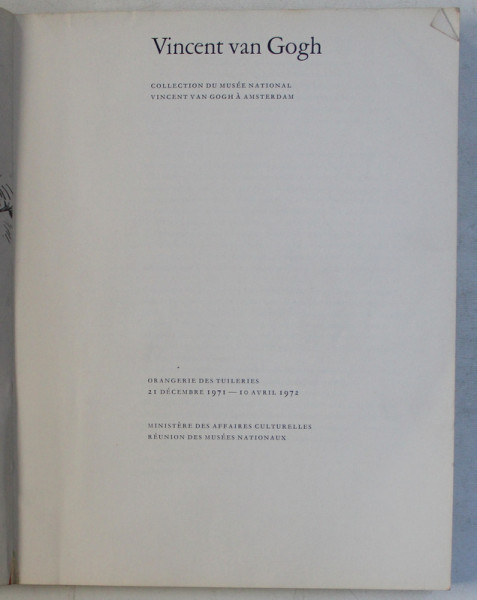 Vincent van Gogh
COLLECTION DU MUSÉE NATIONAL
VINCENT VAN GOGH À AMSTERDAM
ORANGERIE DES TUILERIES
21 DÉCEMBRE 1971 — 10 AVRIL 1972
MINISTÈRE DES AFFAIRES CULTURELLES
RÉUNION DES MUSÉES NATIONAUX